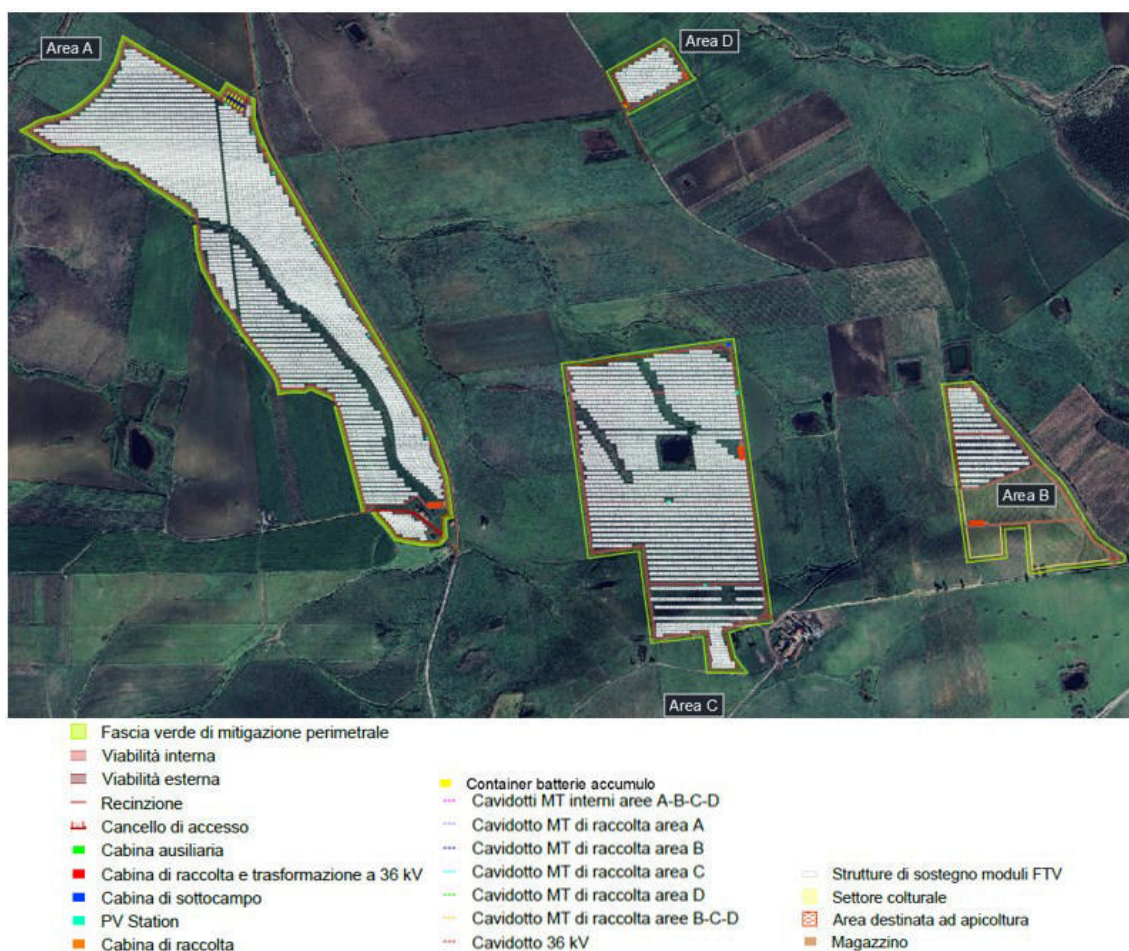 Area A
Area D
Area B
Area C
Fascia verde di mitigazione perimetrale
Viabilità interna
Viabilità esterna
Recinzione
Cancello di accesso
Cabina ausiliaria
Cabina di raccolta e trasformazione a 36 kV
Cabina di sottocampo
PV Station
Cabina di raccolta
Container batterie accumulo
Cavidotti MT interni aree A-B-C-D
Cavidotto MT di raccolta area A
Cavidotto MT di raccolta area B
Cavidotto MT di raccolta area C
Cavidotto MT di raccolta area D
Cavidotto MT di raccolta aree B-C-D
Cavidotto 36 kV
Strutture di sostegno moduli FTV
Settore colturale
Area destinata ad apicoltura
Magazzino